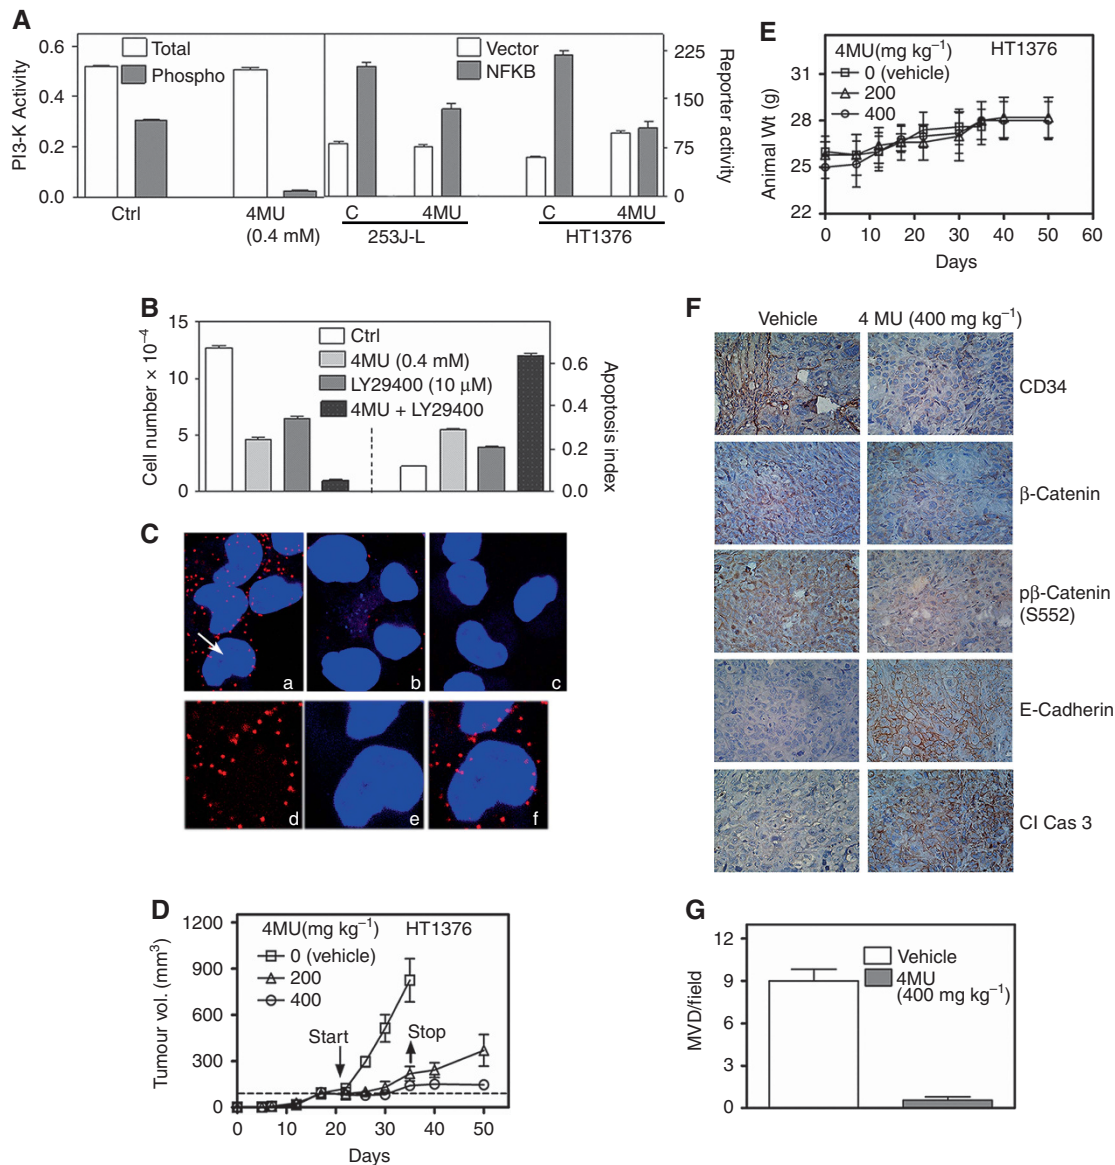 A
0.6
0.4
0.2
0.0
PI3-K Activity
Total
Phospho
Vector
NFKB
225
150
75
0
Reporter activity
Ctrl
4MU
(0.4 mM)
C
4MU
C
4MU
253J-L
HT1376
E
31
28
25
22
Animal Wt (g)
4MU(mg kg⁻¹)
HT1376
0 (vehicle)
200
400
0
10
20
30
40
50
60
Days
B
15
10
5
0
Cell number × 10⁻⁴
Ctrl
4MU (0.4 mM)
LY29400 (10 μM)
4MU + LY29400
0.6
0.4
0.2
0.0
Apoptosis index
C
a
b
c
d
e
f
F
Vehicle
4 MU (400 mg kg⁻¹)
CD34
β-Catenin
pβ-Catenin
(S552)
E-Cadherin
CI Cas 3
D
1200
900
600
300
0
Tumour vol. (mm³)
4MU(mg kg⁻¹)
HT1376
0 (vehicle)
200
400
Start
Stop
0
10
20
30
40
50
Days
G
12
9
6
3
0
MVD/field
Vehicle
4MU
(400 mg kg⁻¹)